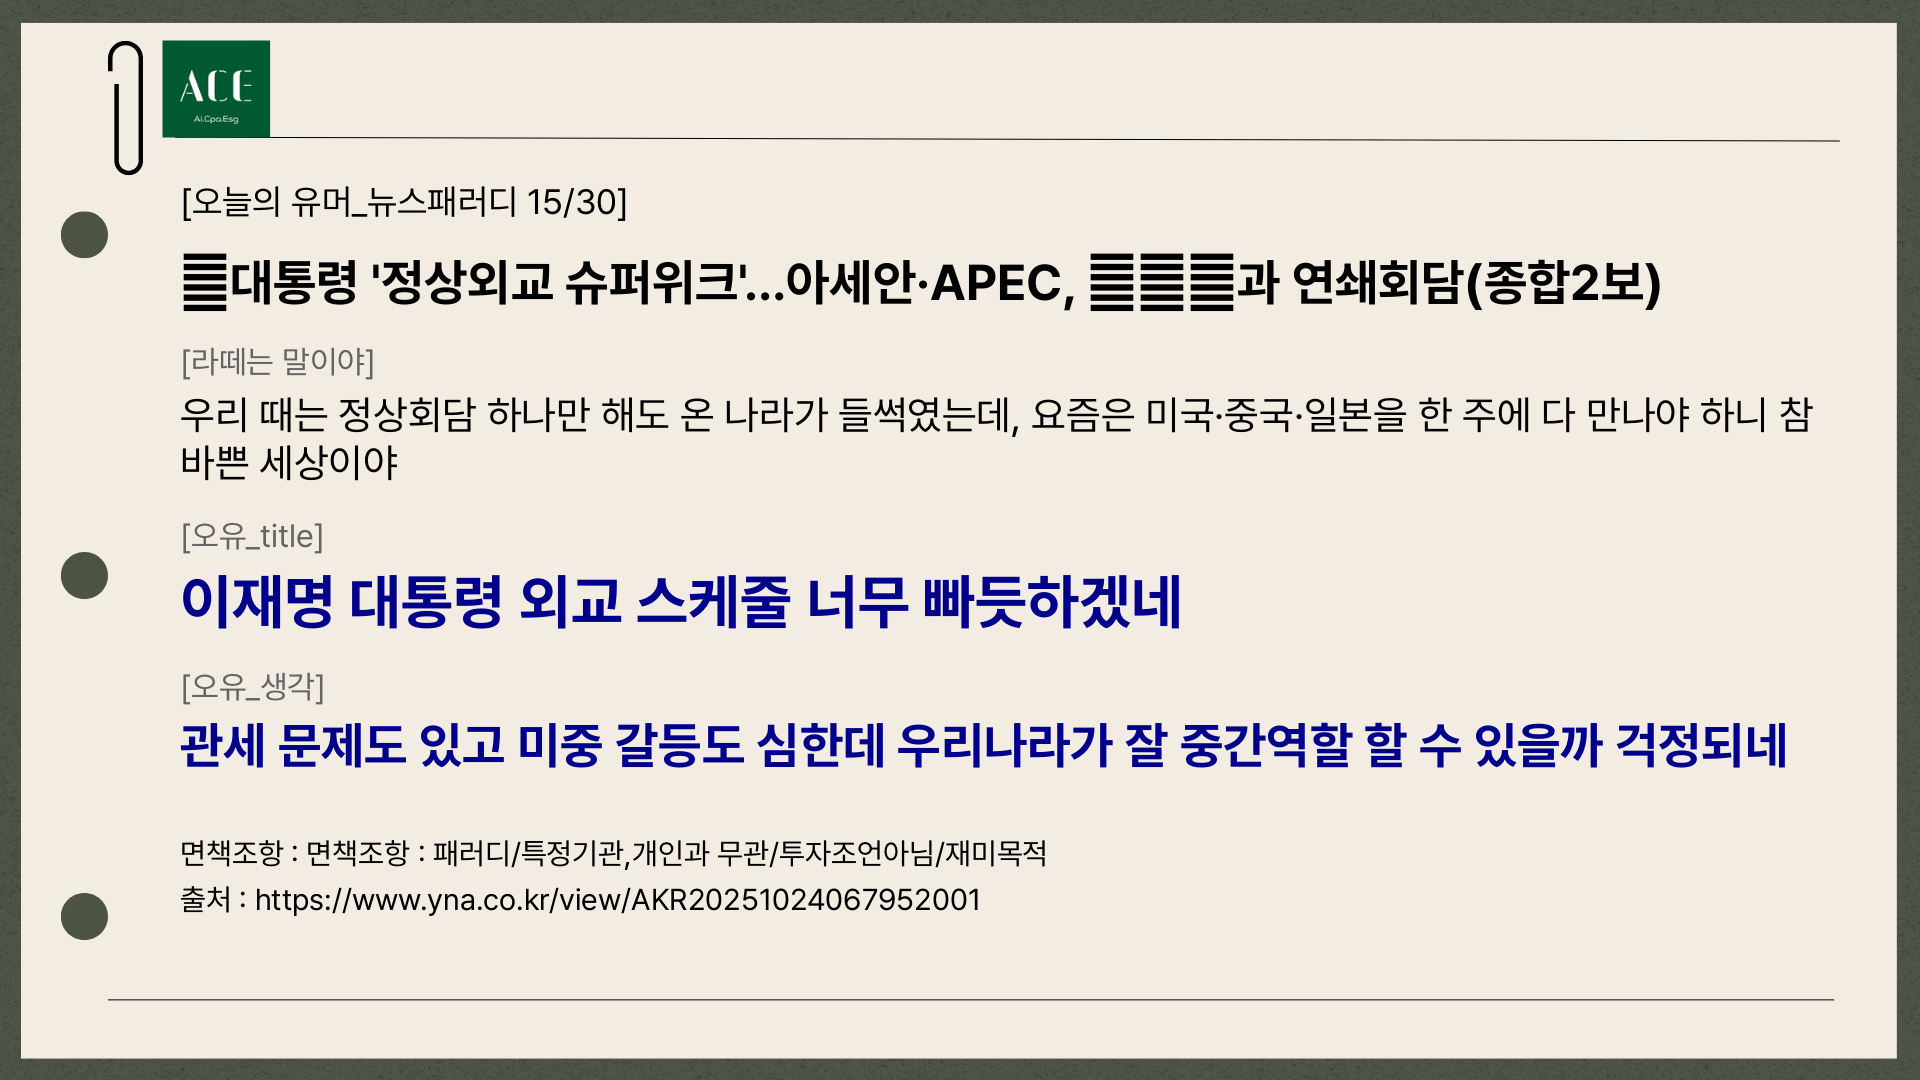 ACE
Ai.Cpa.Esg
[오늘의 유머_뉴스패러디 15/30]
대통령 '정상외교 슈퍼위크'...아세안·APEC, 과 연쇄회담(종합2보)
[라떼는 말이야]
우리 때는 정상회담 하나만 해도 온 나라가 들썩였는데, 요즘은 미국·중국·일본을 한 주에 다 만나야 하니 참
바쁜 세상이야
[오유_title]
이재명 대통령 외교 스케줄 너무 빠듯하겠네
[오유_생각]
관세 문제도 있고 미중 갈등도 심한데 우리나라가 잘 중간역할 할 수 있을까 걱정되네
면책조항 : 면책조항 : 패러디/특정기관,개인과 무관/투자조언아님/재미목적
출처 : https://www.yna.co.kr/view/AKR20251024067952001